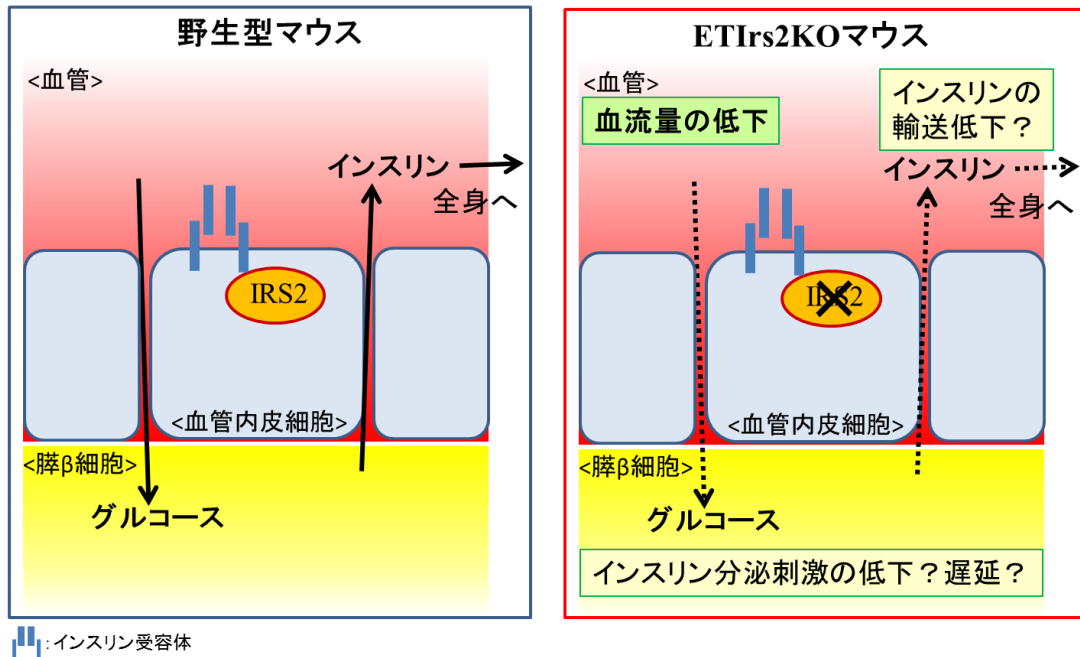 野生型マウス
<血管>
インスリン
全身へ
IRS2
<血管内皮細胞>
<膵β細胞>
グルコース
ETIrs2KOマウス
<血管>
血流量の低下
インスリンの
輸送低下？
インスリン
全身へ
IRS2
<血管内皮細胞>
<膵β細胞>
グルコース
インスリン分泌刺激の低下？遅延？
：インスリン受容体